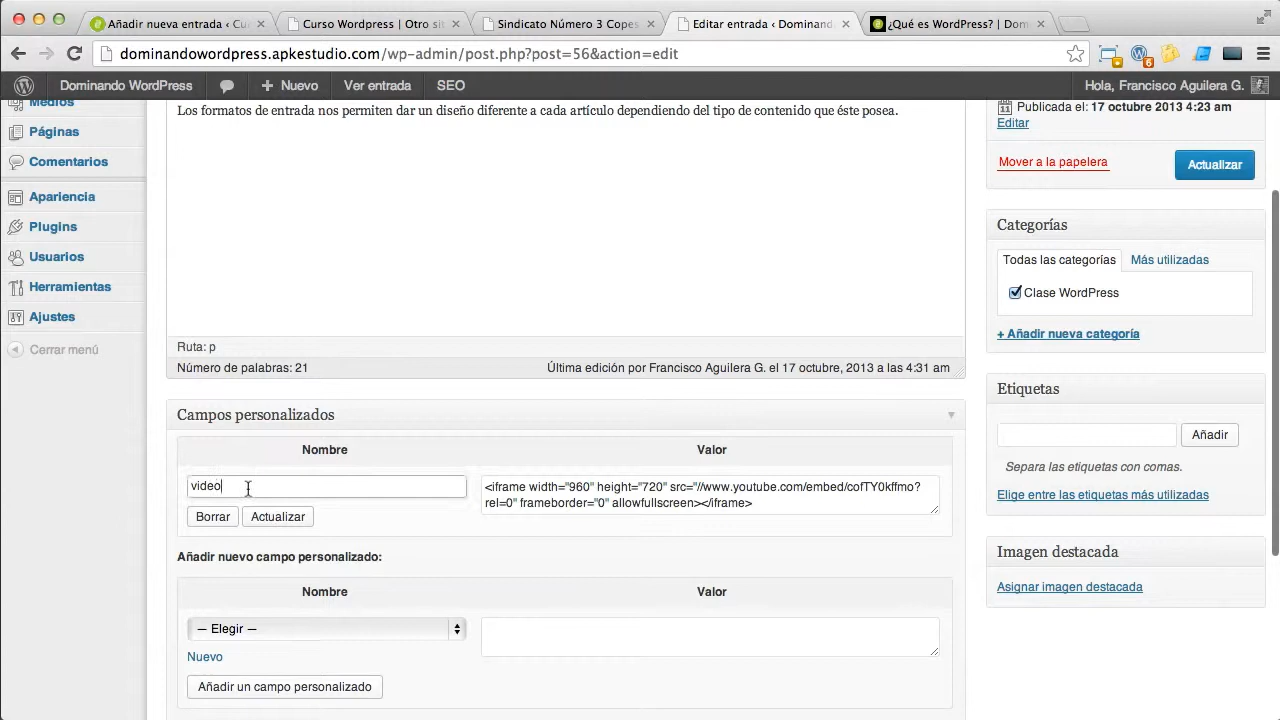 Añadir nueva entrada ‹ Cu
Curso Wordpress | Otro sit
Sindicato Número 3 Copes
Editar entrada ‹ Dominand
¿Qué es WordPress? | Dom
dominandowordpress.apkestudio.com/wp-admin/post.php?post=56&action=edit
6
Dominando WordPress
Nuevo
Ver entrada
SEO
Hola, Francisco Aguilera G.
Medios
Páginas
Comentarios
Apariencia
Plugins
Usuarios
Herramientas
Ajustes
Cerrar menú
Los formatos de entrada nos permiten dar un diseño diferente a cada artículo dependiendo del tipo de contenido que éste posea.
Ruta: p
Número de palabras: 21
Última edición por Francisco Aguilera G. el 17 octubre, 2013 a las 4:31 am
Campos personalizados
Nombre
Valor
video
<iframe width="960" height="720" src="//www.youtube.com/embed/cofTY0kffmo?
rel=0" frameborder="0" allowfullscreen></iframe>
Borrar
Actualizar
Añadir nuevo campo personalizado:
Nombre
Valor
— Elegir —
Nuevo
Añadir un campo personalizado
Publicada el: 17 octubre 2013 4:23 am
Editar
Mover a la papelera
Actualizar
Categorías
Todas las categorías
Más utilizadas
Clase WordPress
+ Añadir nueva categoría
Etiquetas
Añadir
Separa las etiquetas con comas.
Elige entre las etiquetas más utilizadas
Imagen destacada
Asignar imagen destacada